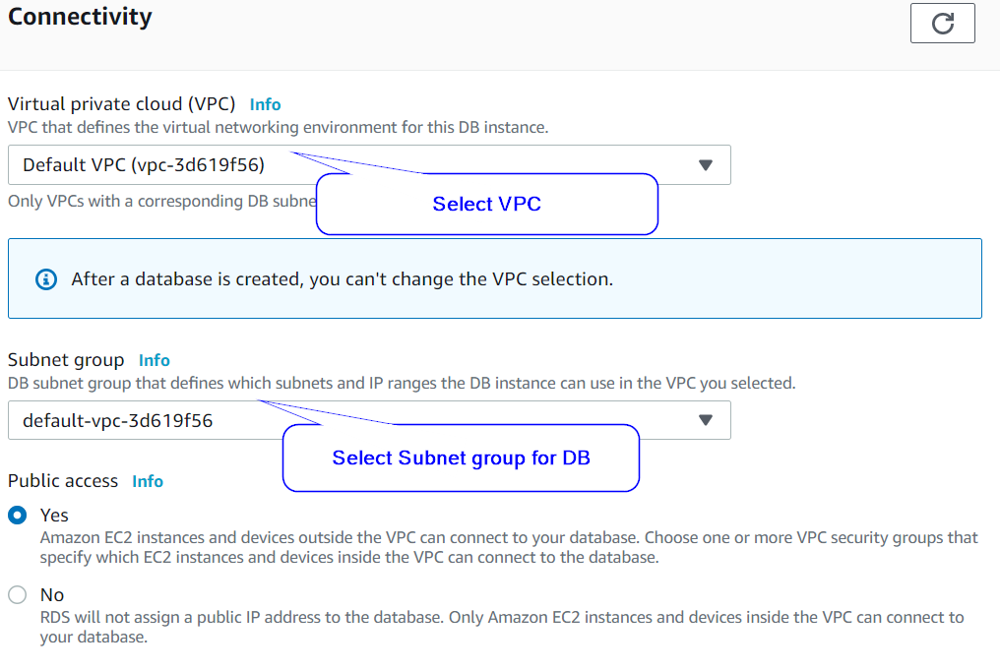 Connectivity
Virtual private cloud (VPC) Info
VPC that defines the virtual networking environment for this DB instance.
Default VPC (vpc-3d619f56)
Only VPCs with a corresponding DB subne
Select VPC
After a database is created, you can't change the VPC selection.
Subnet group Info
DB subnet group that defines which subnets and IP ranges the DB instance can use in the VPC you selected.
default-vpc-3d619f56
Select Subnet group for DB
Public access Info
Yes
Amazon EC2 instances and devices outside the VPC can connect to your database. Choose one or more VPC security groups that
specify which EC2 instances and devices inside the VPC can connect to the database.
No
RDS will not assign a public IP address to the database. Only Amazon EC2 instances and devices inside the VPC can connect to
your database.